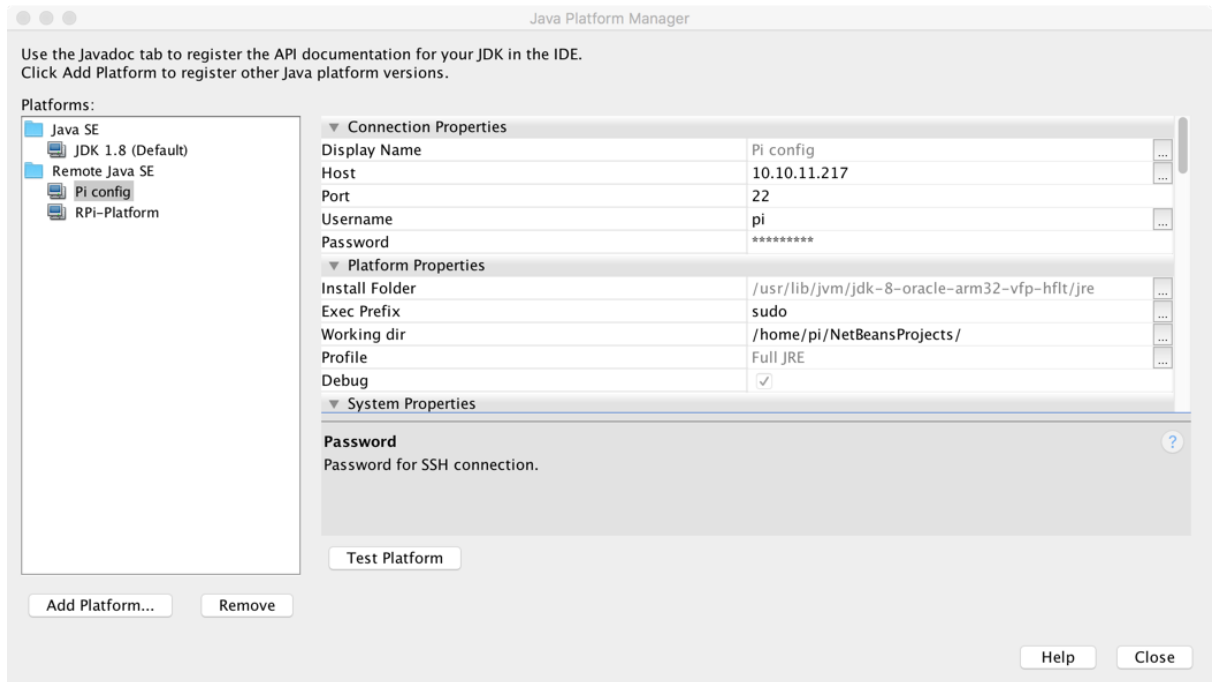 Java Platform Manager
Use the Javadoc tab to register the API documentation for your JDK in the IDE.
Click Add Platform to register other Java platform versions.
Platforms:
Java SE
JDK 1.8 (Default)
Remote Java SE
Pi config
RPi-Platform
Connection Properties
Display Name Pi config ...
Host 10.10.11.217 ...
Port 22
Username pi ...
Password *********
Platform Properties
Install Folder /usr/lib/jvm/jdk-8-oracle-arm32-vfp-hflt/jre ...
Exec Prefix sudo ...
Working dir /home/pi/NetBeansProjects/ ...
Profile Full JRE ...
Debug
System Properties
Password ?
Password for SSH connection.
Test Platform
Add Platform... Remove
Help Close